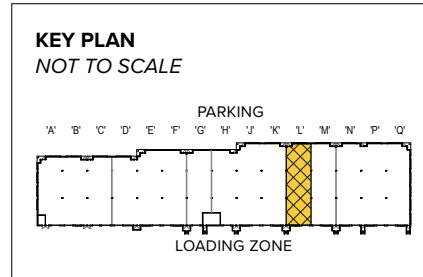 KEY PLAN
NOT TO SCALE
PARKING
'A' 'B' 'C' 'D' 'E' 'F' 'G' 'H' 'J' 'K' 'L' 'M' 'N' 'P' 'Q'
LOADING ZONE